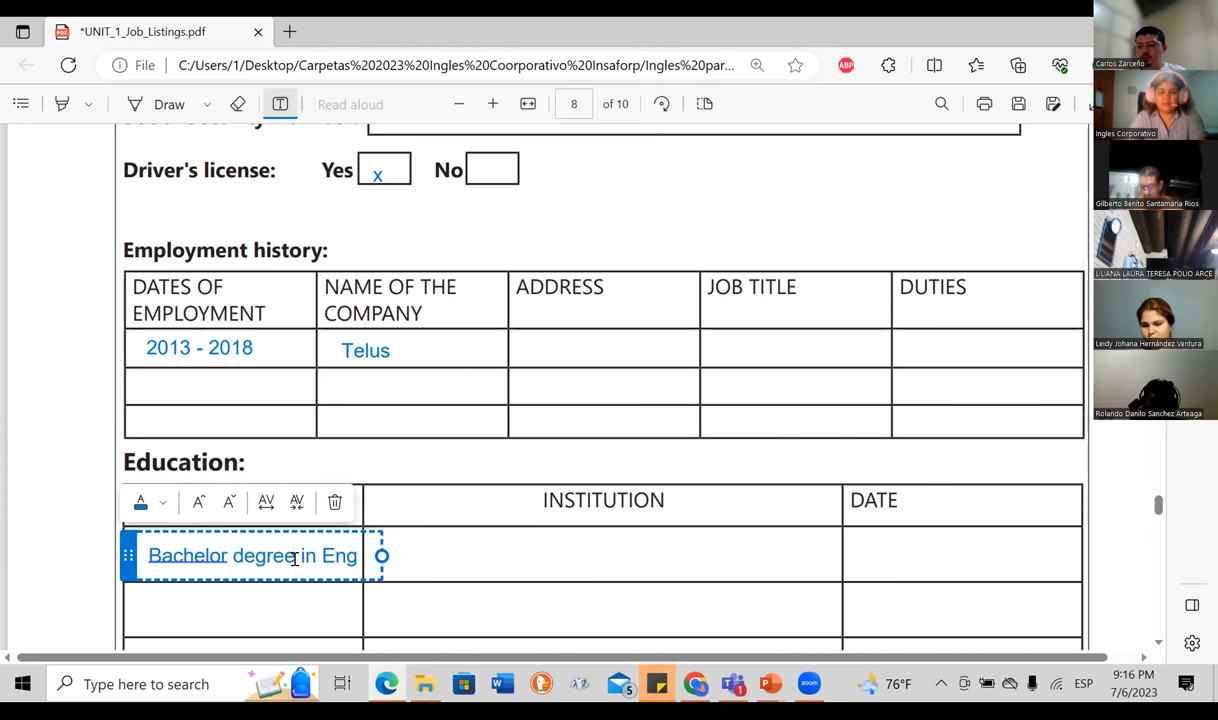 *UNIT_1_Job_Listings.pdf
File C:/Users/1/Desktop/Carpetas%202023%20Ingles%20Coorporativo%20Insaforp/Ingles%20par...
ABP
Draw
Read aloud
8 of 10
Driver's license: Yes x No
Employment history:
DATES OF EMPLOYMENT NAME OF THE COMPANY ADDRESS JOB TITLE DUTIES
2013 - 2018 Telus
Education:
INSTITUTION DATE
Bachelor degree in Eng
Carlos Zarceño
Ingles Corporativo
Gilberto Benito Santamaria Rios
LILIANA LAURA TERESA POLIO ARCE
Leidy Johana Hernández Ventura
Rolando Danilo Sanchez Arteaga
Type here to search
5
1
zoom
76°F
ESP
9:16 PM
7/6/2023